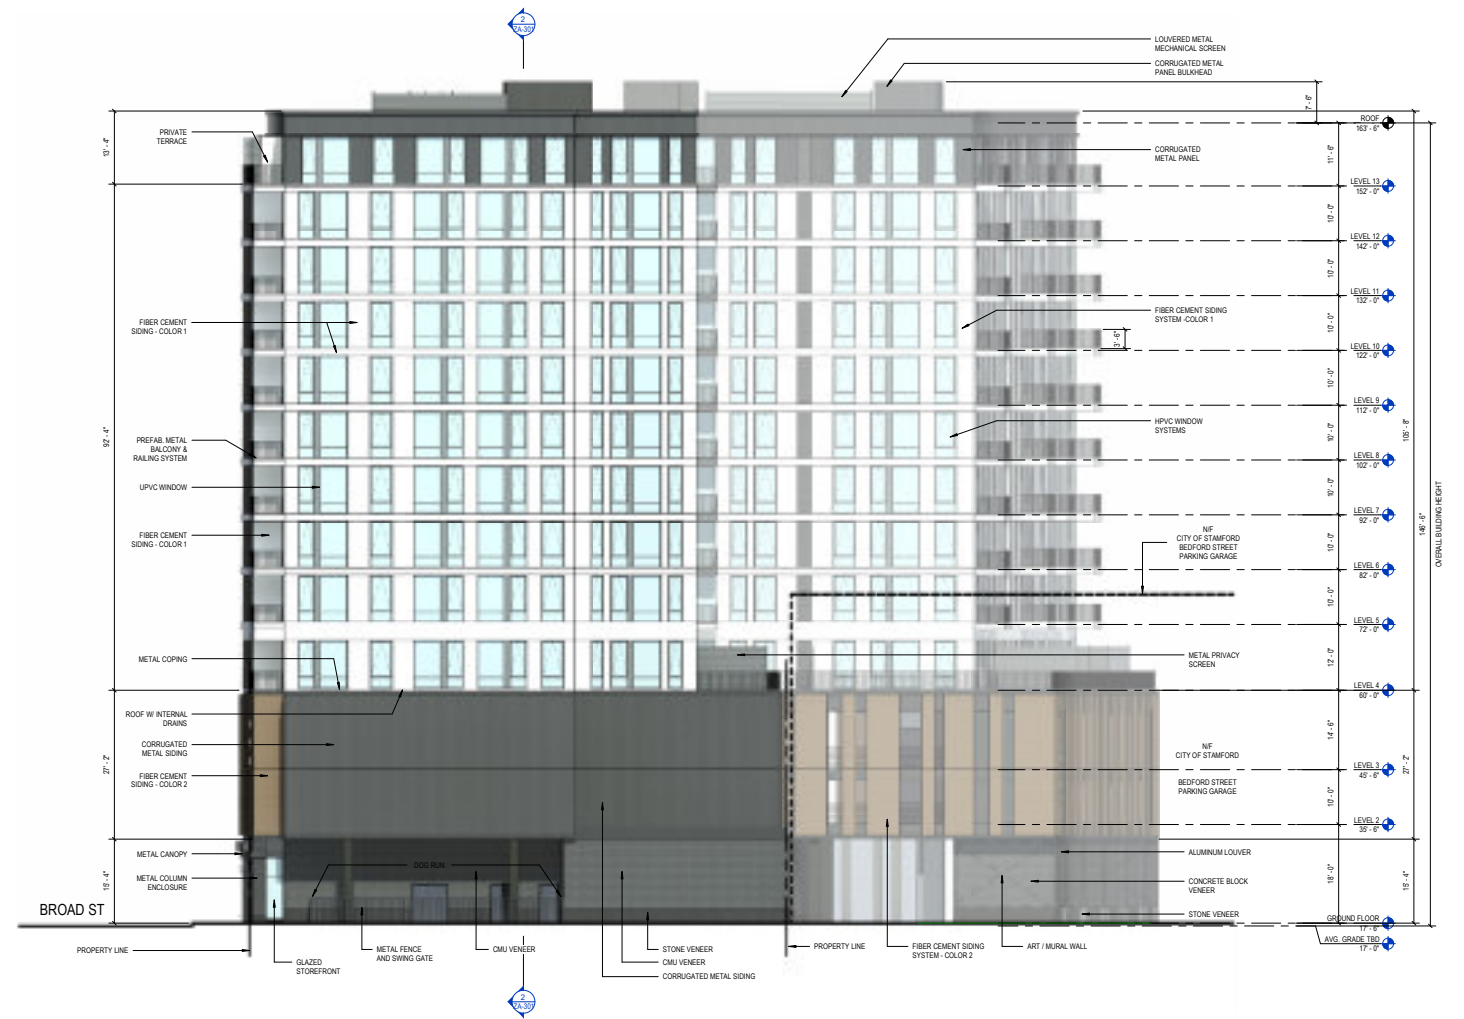 2
ZA-301
LOUVERED METAL
MECHANICAL SCREEN
CORRUGATED METAL
PANEL BULKHEAD
7' - 6"
ROOF
163' - 6"
PRIVATE
TERRACE
13' - 4"
CORRUGATED
METAL PANEL
11' - 6"
LEVEL 13
152' - 0"
10' - 0"
LEVEL 12
142' - 0"
10' - 0"
LEVEL 11
132' - 0"
FIBER CEMENT
SIDING - COLOR 1
FIBER CEMENT SIDING
SYSTEM -COLOR 1
10' - 0"
3' - 6"
LEVEL 10
122' - 0"
10' - 0"
LEVEL 9
112' - 0"
92' - 4"
PREFAB. METAL
BALCONY &
RAILING SYSTEM
HPVC WINDOW
SYSTEMS
10' - 0"
105' - 8"
LEVEL 8
102' - 0"
UPVC WINDOW
10' - 0"
LEVEL 7
92' - 0"
FIBER CEMENT
SIDING - COLOR 1
N/F
CITY OF STAMFORD
BEDFORD STREET
PARKING GARAGE
10' - 0"
146' - 6"
OVERALL BUILDING HEIGHT
LEVEL 6
82' - 0"
10' - 0"
LEVEL 5
72' - 0"
METAL COPING
METAL PRIVACY
SCREEN
12' - 0"
LEVEL 4
60' - 0"
ROOF W/ INTERNAL
DRAINS
CORRUGATED
METAL SIDING
N/F
CITY OF STAMFORD
BEDFORD STREET
PARKING GARAGE
14' - 6"
27' - 2"
27' - 2"
LEVEL 3
45' - 6"
FIBER CEMENT
SIDING - COLOR 2
10' - 0"
LEVEL 2
35' - 6"
METAL CANOPY
DOG RUN
ALUMINUM LOUVER
METAL COLUMN
ENCLOSURE
15' - 4"
CONCRETE BLOCK
VENEER
18' - 0"
15' - 4"
BROAD ST
STONE VENEER
GROUND FLOOR
17' - 6"
AVG. GRADE TBD
17' - 0"
PROPERTY LINE
GLAZED
STOREFRONT
METAL FENCE
AND SWING GATE
CMU VENEER
STONE VENEER
CMU VENEER
CORRUGATED METAL SIDING
PROPERTY LINE
FIBER CEMENT SIDING
SYSTEM - COLOR 2
ART / MURAL WALL
2
ZA-301